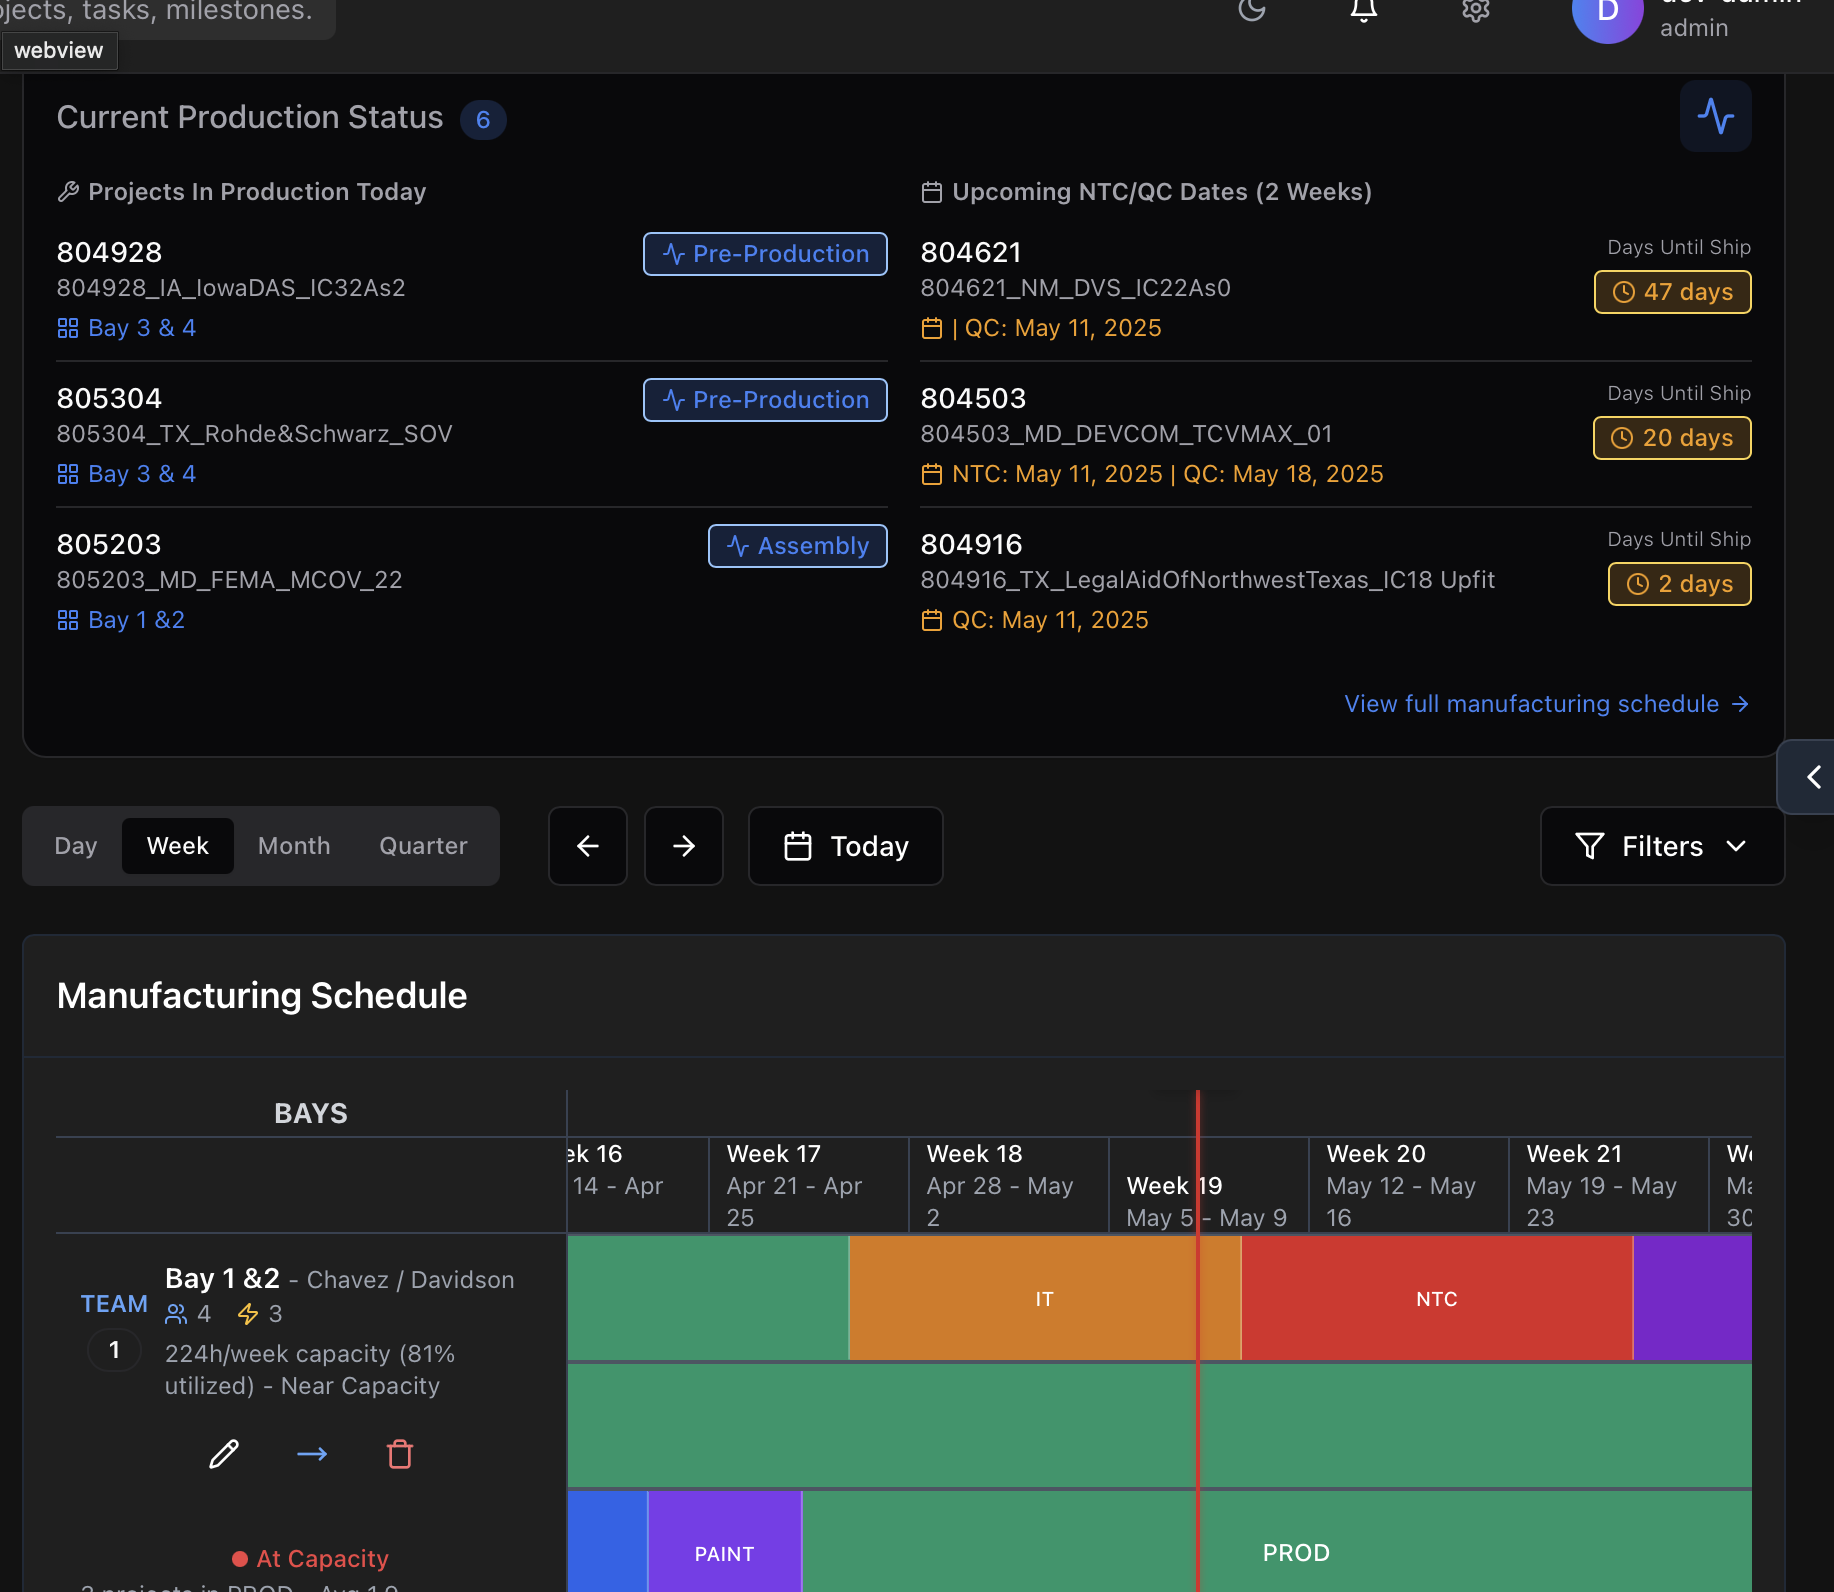 jects, tasks, milestones.
webview
D
admin
Current Production Status 6
Projects In Production Today
804928
Pre-Production
804928_IA_IowaDAS_IC32As2
Bay 3 & 4
805304
Pre-Production
805304_TX_Rohde&Schwarz_SOV
Bay 3 & 4
805203
Assembly
805203_MD_FEMA_MCOV_22
Bay 1 &2
Upcoming NTC/QC Dates (2 Weeks)
804621
Days Until Ship
804621_NM_DVS_IC22As0
47 days
| QC: May 11, 2025
804503
Days Until Ship
804503_MD_DEVCOM_TCVMAX_01
20 days
NTC: May 11, 2025 | QC: May 18, 2025
804916
Days Until Ship
804916_TX_LegalAidOfNorthwestTexas_IC18 Upfit
2 days
QC: May 11, 2025
View full manufacturing schedule →
Day Week Month Quarter
Today
Filters
Manufacturing Schedule
BAYS
ek 16
14 - Apr
Week 17
Apr 21 - Apr
25
Week 18
Apr 28 - May
2
Week 19
May 5 - May 9
Week 20
May 12 - May
16
Week 21
May 19 - May
23
30
TEAM
1
Bay 1 &2 - Chavez / Davidson
4 3
224h/week capacity (81%
utilized) - Near Capacity
At Capacity
IT
NTC
PAINT
PROD